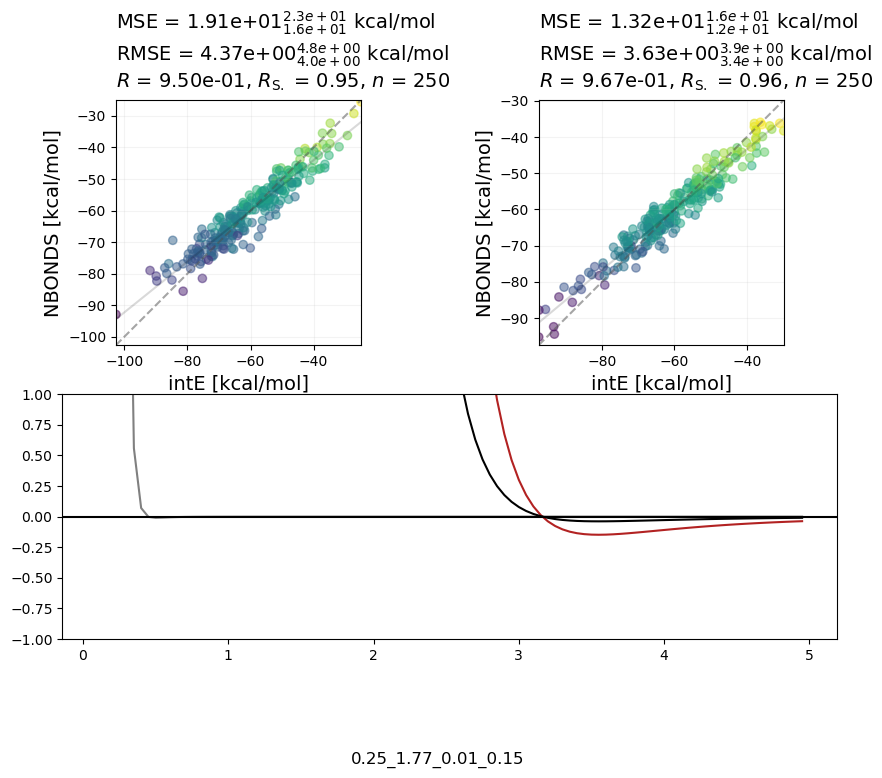 MSE = 1.91e+01 2.3e+01 1.6e+01 kcal/mol
RMSE = 4.37e+00 4.8e+00 4.0e+00 kcal/mol
R = 9.50e-01, R S. = 0.95, n = 250
−30
−40
−50
−60
−70
−80
−90
−100
NBONDS [kcal/mol]
−100 −80 −60 −40
intE [kcal/mol]
MSE = 1.32e+01 1.6e+01 1.2e+01 kcal/mol
RMSE = 3.63e+00 3.9e+00 3.4e+00 kcal/mol
R = 9.67e-01, R S. = 0.96, n = 250
−30
−40
−50
−60
−70
−80
−90
NBONDS [kcal/mol]
−80 −60 −40
intE [kcal/mol]
1.00
0.75
0.50
0.25
0.00
−0.25
−0.50
−0.75
−1.00
0 1 2 3 4 5
0.25_1.77_0.01_0.15